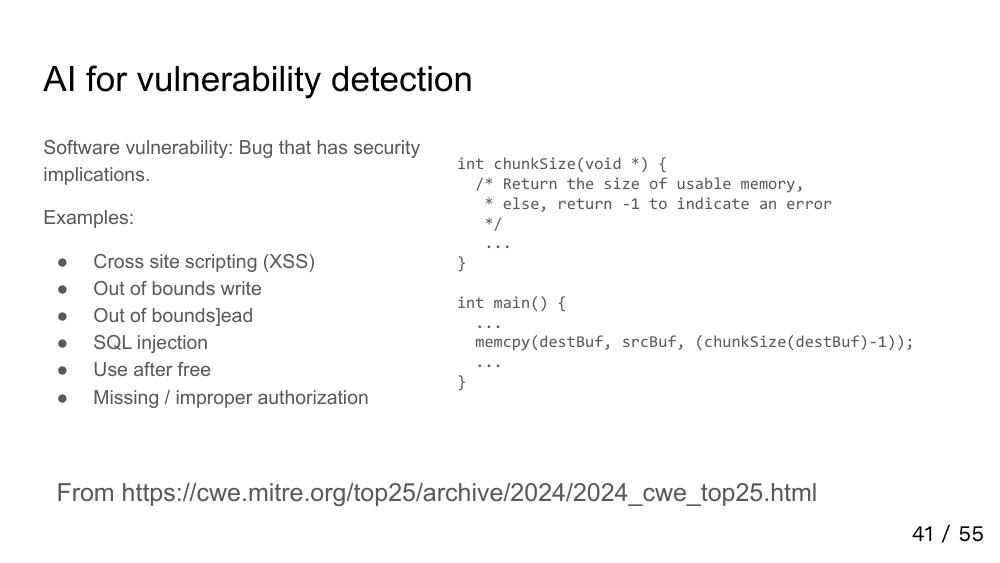 AI for vulnerability detection
Software vulnerability: Bug that has security
implications.
Examples:
● Cross site scripting (XSS)
● Out of bounds write
● Out of bounds]ead
● SQL injection
● Use after free
● Missing / improper authorization
int chunkSize(void *) {
  /* Return the size of usable memory,
   * else, return -1 to indicate an error
   */
   ...
}
int main() {
  ...
  memcpy(destBuf, srcBuf, (chunkSize(destBuf)-1));
  ...
}
From https://cwe.mitre.org/top25/archive/2024/2024_cwe_top25.html
41 / 55